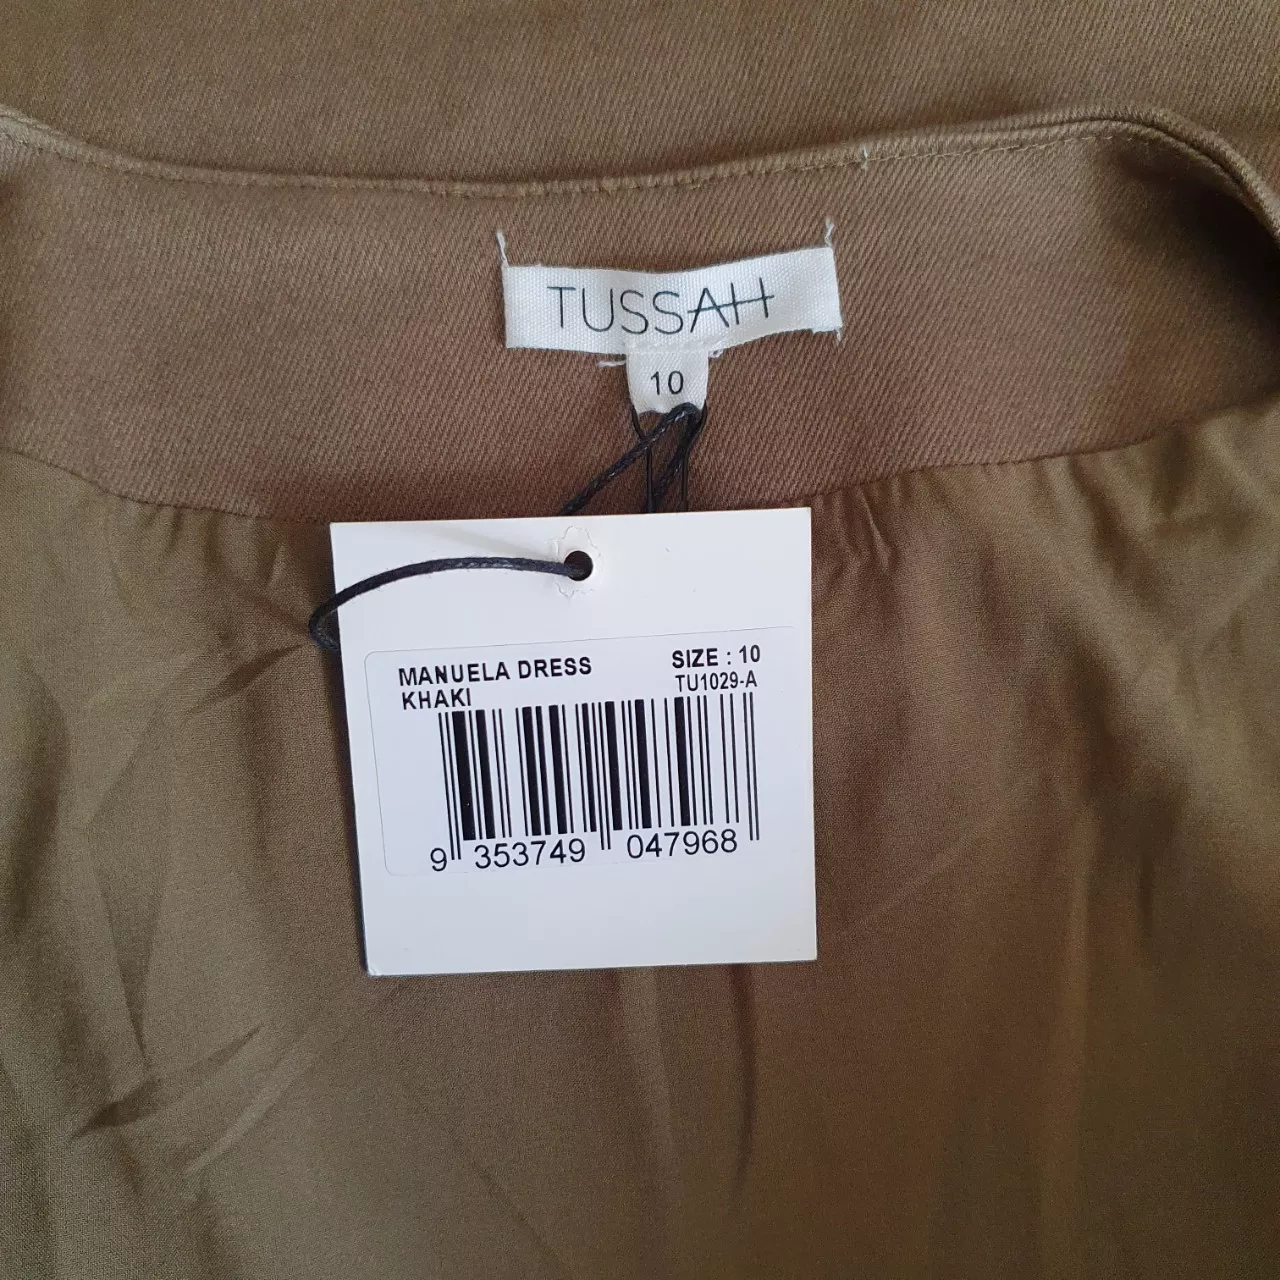 TUSSAH
10
MANUELA DRESS SIZE : 10
KHAKI TU1029-A
9 353749 047968